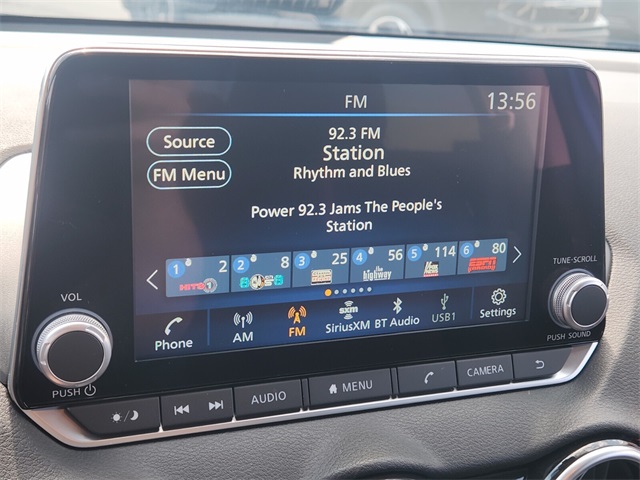 FM
13:56
Source
FM Menu
92.3 FM
Station
Rhythm and Blues
Power 92.3 Jams The People's
Station
1 2 HITS1
2 8
3 25
4 56 the highway
5 114
6 80 ESPN
Phone
AM
FM
sxm
SiriusXM
BT Audio
USB1
Settings
VOL
PUSH
TUNE·SCROLL
PUSH SOUND
AUDIO
MENU
CAMERA